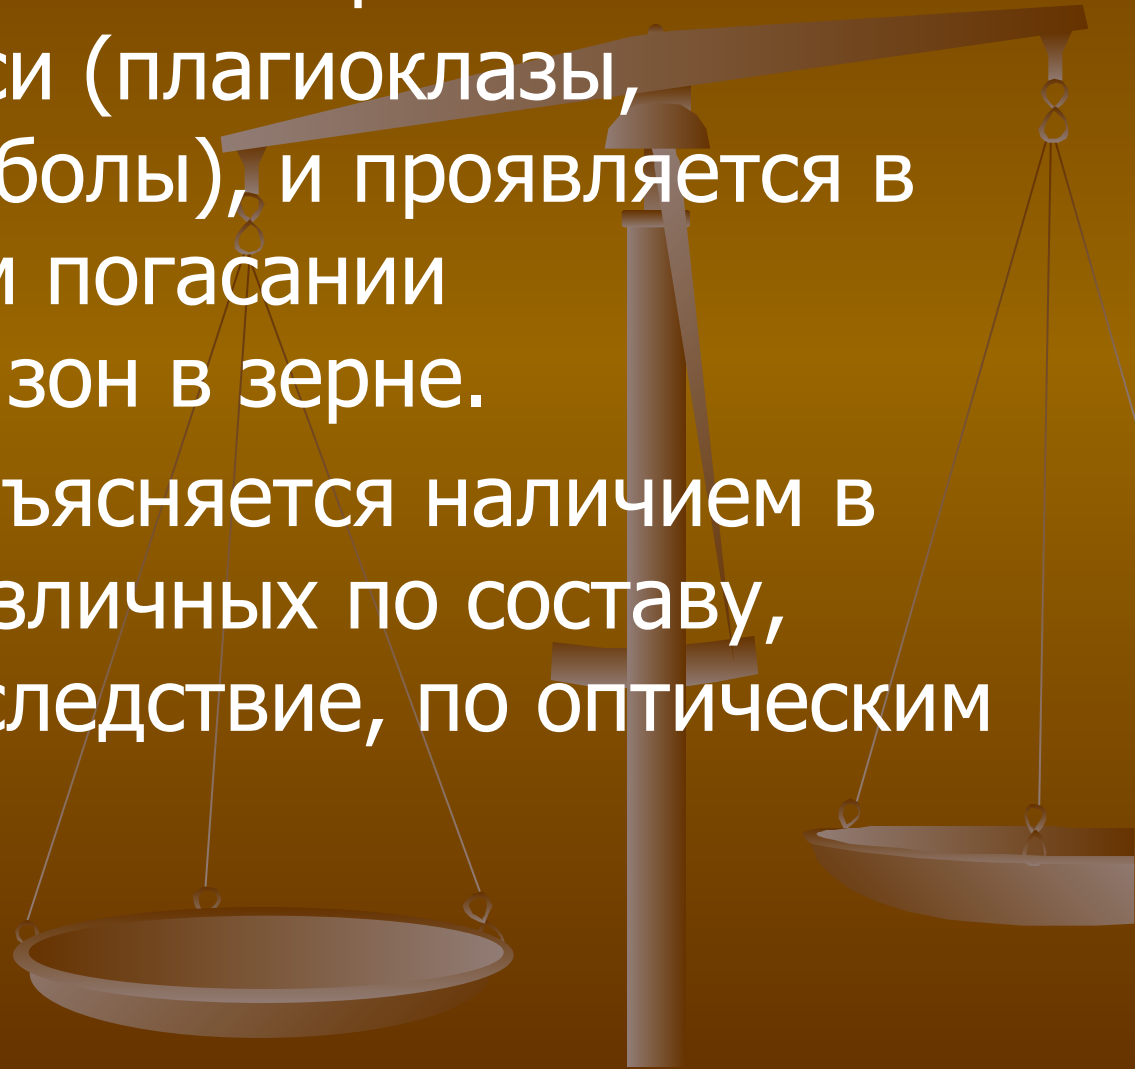 си (плагиоклазы,
болы), и проявляется в
м погасании
зон в зерне.
ъясняется наличием в
зличных по составу,
следствие, по оптическим